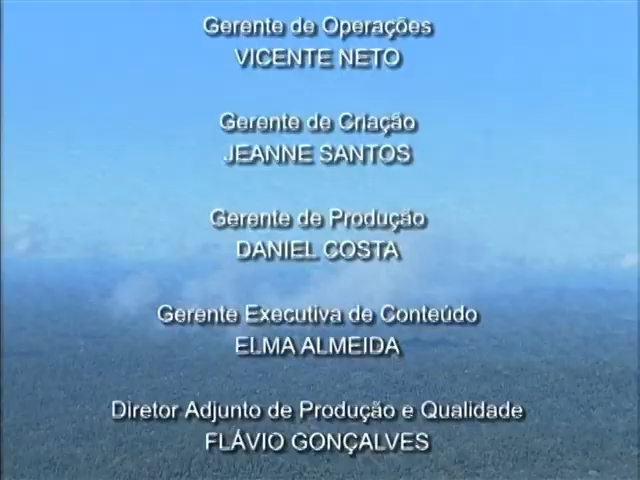 Gerente de Operações
VICENTE NETO
Gerente de Criação
JEANNE SANTOS
Gerente de Produção
DANIEL COSTA
Gerente Executiva de Conteúdo
ELMA ALMEIDA
Diretor Adjunto de Produção e Qualidade
FLÁVIO GONÇALVES